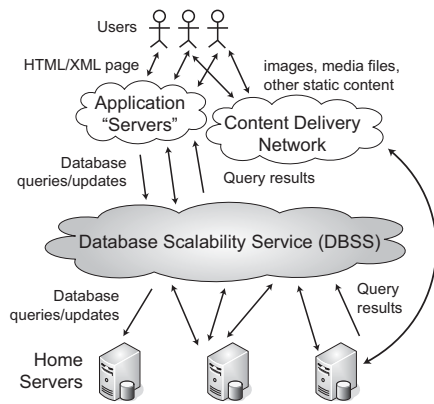 Users
HTML/XML page
images, media files,
other static content
Application
“Servers”
Content Delivery
Network
Database
queries/updates
Query results
Database Scalability Service (DBSS)
Database
queries/updates
Query
results
Home
Servers